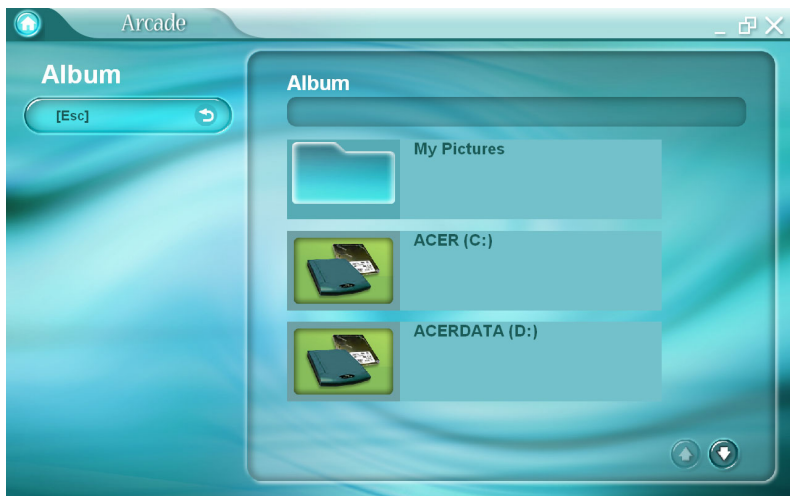 Arcade
Album
[Esc]
Album
My Pictures
ACER (C:)
ACERDATA (D:)